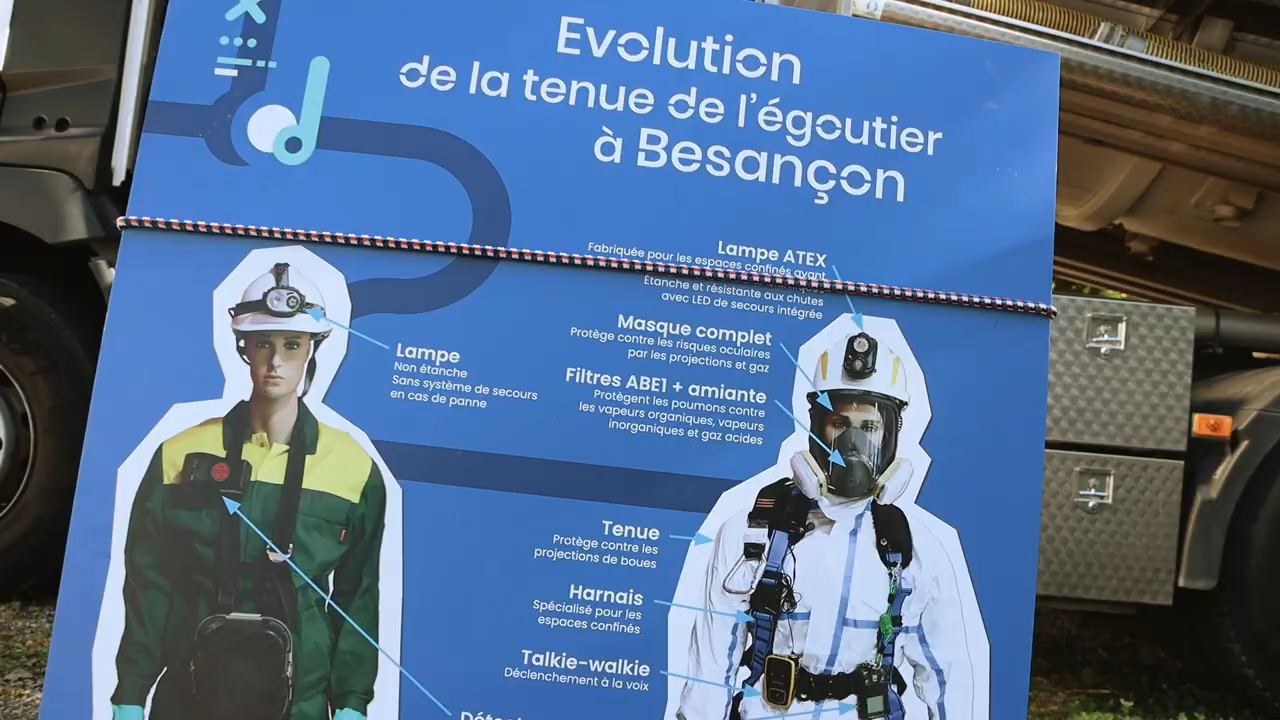 Evolution
de la tenue de l'égoutier
à Besançon
Lampe ATEX
Fabriquée pour les espaces confinés avant
Étanche et résistante aux chutes
avec LED de secours intégrée
Masque complet
Protège contre les risques oculaires
par les projections et gaz
Filtres ABE1 + amiante
Protègent les poumons contre
les vapeurs organiques, vapeurs
inorganiques et gaz acides
Lampe
Non étanche
Sans système de secours
en cas de panne
Tenue
Protège contre les
projections de boues
Harnais
Spécialisé pour les
espaces confinés
Talkie-walkie
Déclenchement à la voix